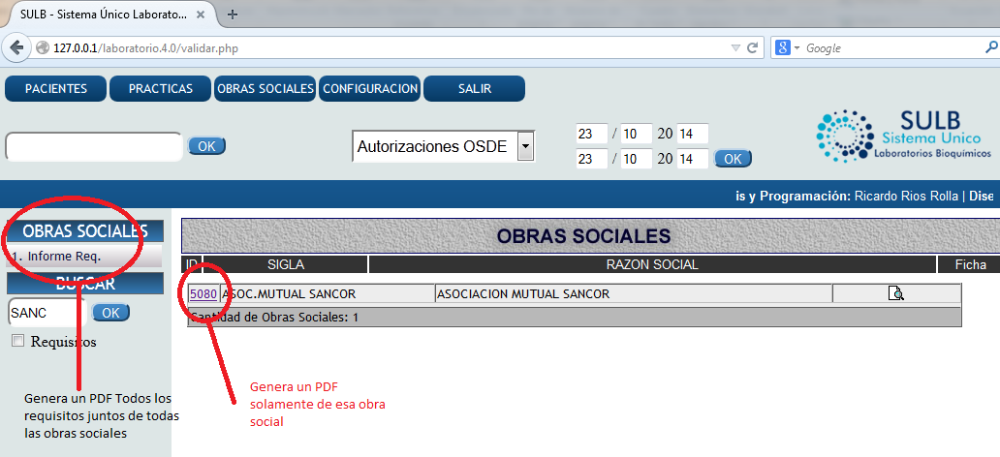 SULB - Sistema Único Laborato...
127.0.0.1/laboratorio.4.0/validar.php
Google
PACIENTES PRACTICAS OBRAS SOCIALES CONFIGURACION SALIR
OK
Autorizaciones OSDE
23 / 10 20 14
23 / 10 20 14 OK
SULB
Sistema Unico
Laboratorios Bioquímicos
is y Programación: Ricardo Rios Rolla | Dise
OBRAS SOCIALES
1. Informe Req.
BUSCAR
SANC OK
Requisitos
OBRAS SOCIALES
ID SIGLA RAZON SOCIAL Ficha
5080 ASOC.MUTUAL SANCOR ASOCIACION MUTUAL SANCOR
Cantidad de Obras Sociales: 1
Genera un PDF Todos los
requisitos juntos de todas
las obras sociales
Genera un PDF
solamente de esa obra
social